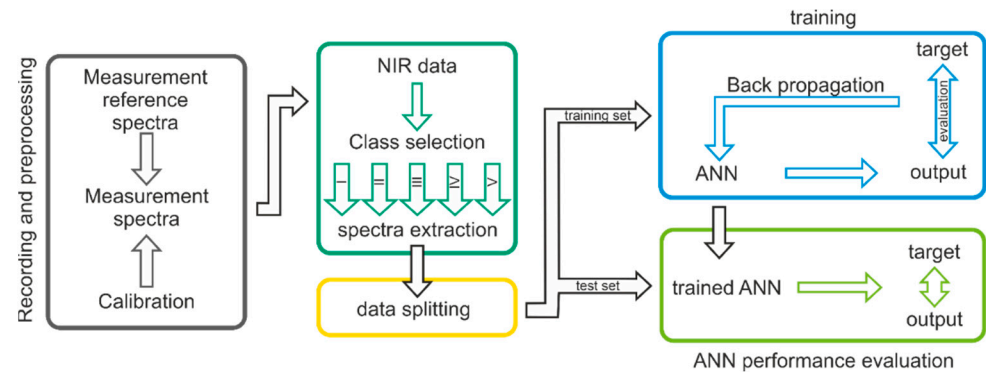 Recording and preprocessing
Measurement
reference
spectra
Measurement
spectra
Calibration
NIR data
Class selection
I
II
III
IV
V
spectra extraction
data splitting
training set
test set
training
target
Back propagation
evaluation
ANN
output
target
trained ANN
output
ANN performance evaluation